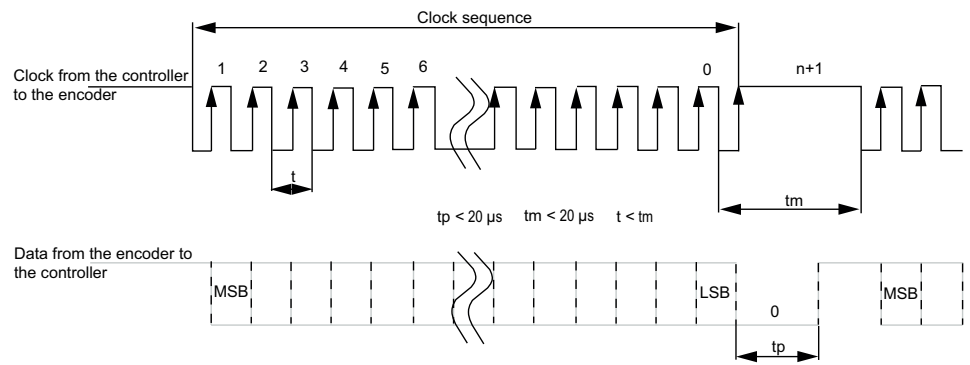 Clock sequence
Clock from the controller
to the encoder
1 2 3 4 5 6 0 n+1
t
tm
tp < 20 µs tm < 20 µs t < tm
Data from the encoder to
the controller
MSB LSB MSB
0
tp